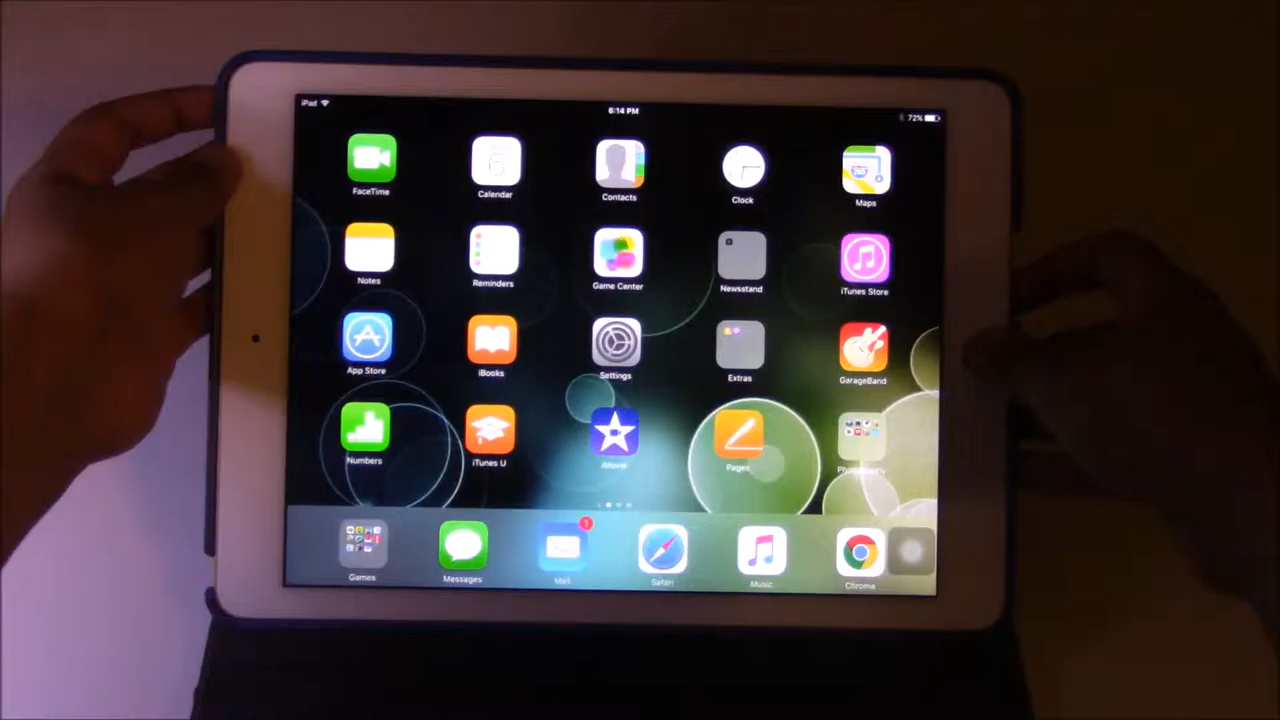 iPad 6:14 PM 72%
FaceTime Calendar Contacts Clock Maps
Notes Reminders Game Center Newsstand iTunes Store
App Store iBooks Settings Extras GarageBand
Numbers iTunes U iMovie Pages
1
Games Messages Mail Safari Music Chrome